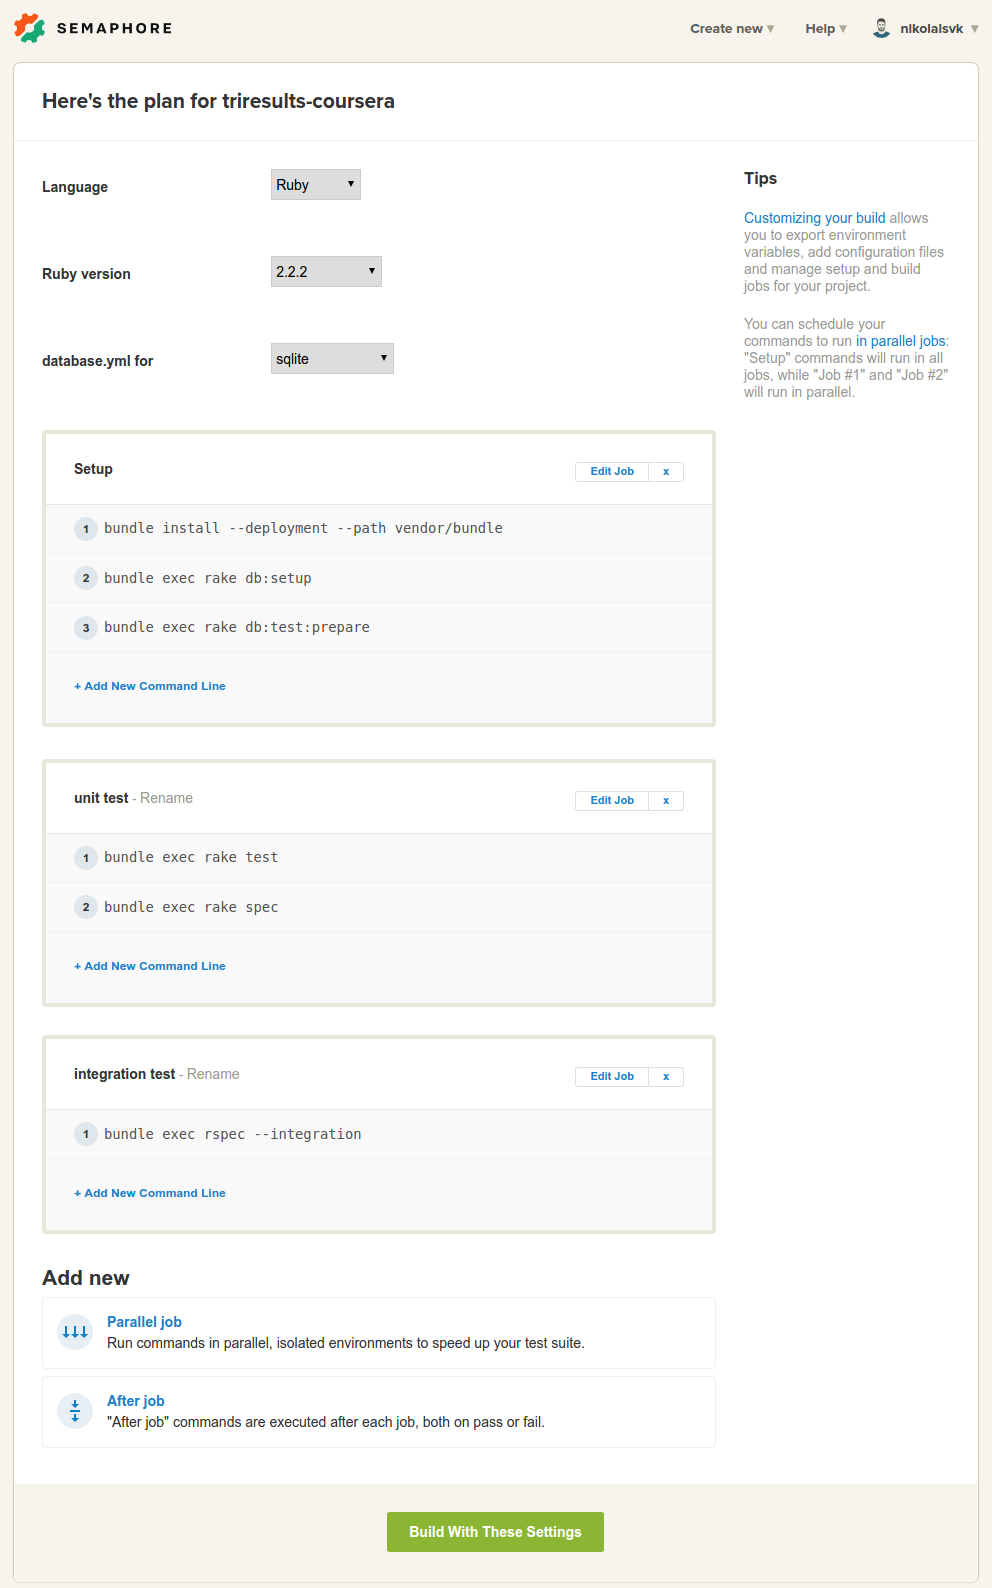 SEMAPHORE
Create new ▾ Help ▾ nikolalsvk ▾
Here's the plan for triresults-coursera
Language Ruby
Ruby version 2.2.2
database.yml for sqlite
Tips
Customizing your build allows
you to export environment
variables, add configuration files
and manage setup and build
jobs for your project.
You can schedule your
commands to run in parallel jobs:
"Setup" commands will run in all
jobs, while "Job #1" and "Job #2"
will run in parallel.
Setup Edit Job x
1 bundle install --deployment --path vendor/bundle
2 bundle exec rake db:setup
3 bundle exec rake db:test:prepare
+ Add New Command Line
unit test - Rename Edit Job x
1 bundle exec rake test
2 bundle exec rake spec
+ Add New Command Line
integration test - Rename Edit Job x
1 bundle exec rspec --integration
+ Add New Command Line
Add new
Parallel job
Run commands in parallel, isolated environments to speed up your test suite.
After job
"After job" commands are executed after each job, both on pass or fail.
Build With These Settings